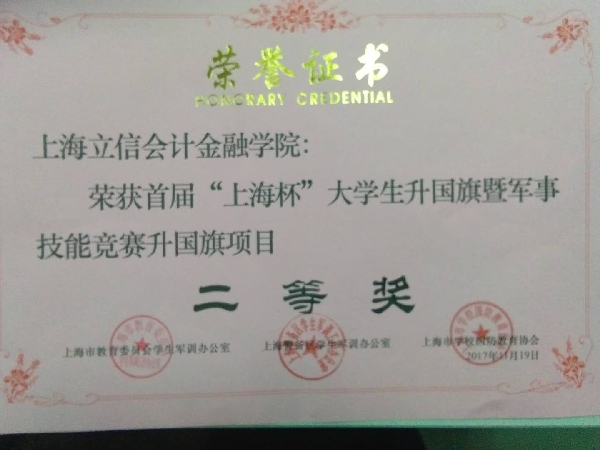 荣誉证书
HONORARY CREDENTIAL
上海立信会计金融学院：
荣获首届“上海杯”大学生升国旗暨军事
技能竞赛升国旗项目
二等奖
上海市教育委员会学生军训办公室
上海警备区学生军训办公室
上海市学校国防教育协会
2017年11月19日